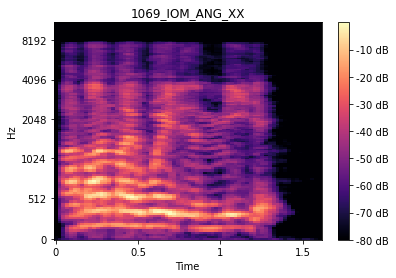 1069_IOM_ANG_XX
Hz
8192
4096
2048
1024
512
0
0
0.5
1
1.5
Time
-10 dB
-20 dB
-30 dB
-40 dB
-50 dB
-60 dB
-70 dB
-80 dB